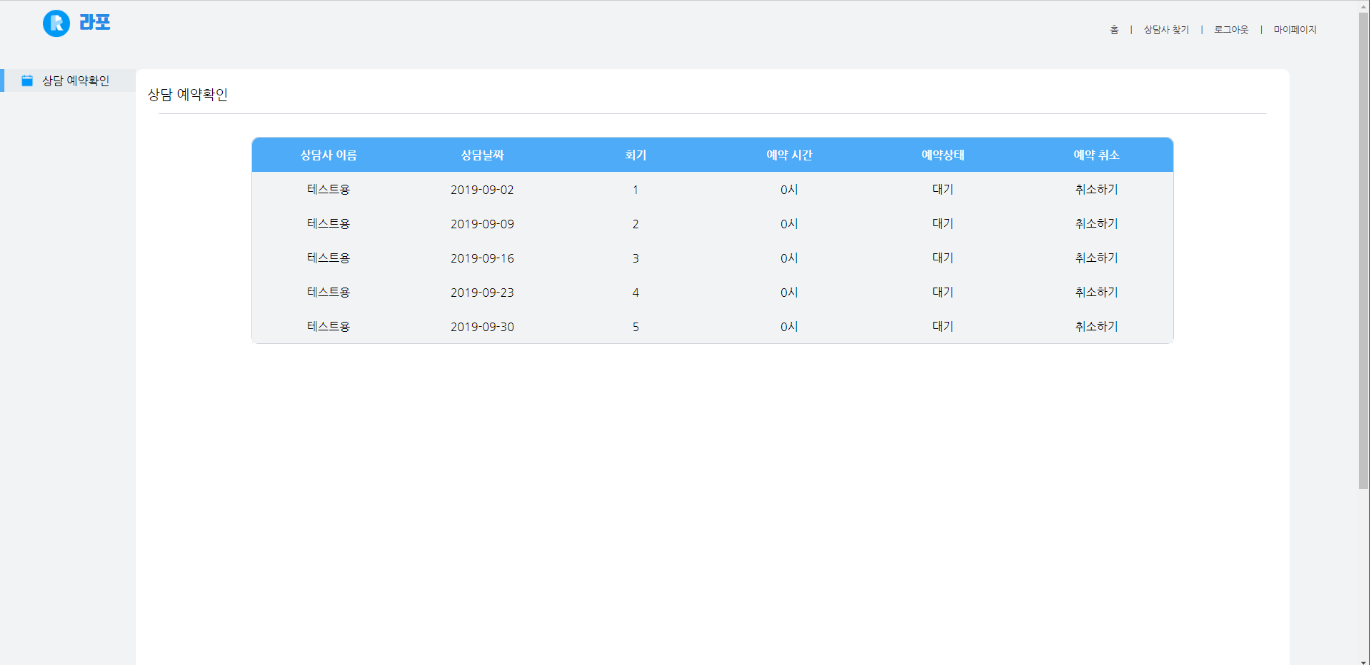 R 라포
홈 | 상담사 찾기 | 로그아웃 | 마이페이지
상담 예약확인
상담 예약확인
상담사 이름 상담날짜 회기 예약 시간 예약상태 예약 취소
테스트용 2019-09-02 1 0시 대기 취소하기
테스트용 2019-09-09 2 0시 대기 취소하기
테스트용 2019-09-16 3 0시 대기 취소하기
테스트용 2019-09-23 4 0시 대기 취소하기
테스트용 2019-09-30 5 0시 대기 취소하기